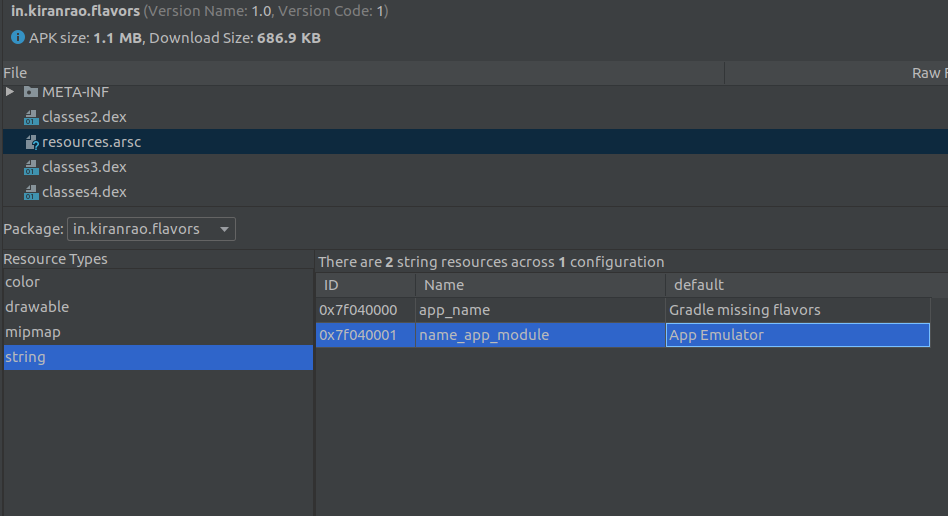 in.kiranrao.flavors (Version Name: 1.0, Version Code: 1)
APK size: 1.1 MB, Download Size: 686.9 KB
File Raw F
META-INF
classes2.dex
resources.arsc
classes3.dex
classes4.dex
Package: in.kiranrao.flavors
Resource Types
color
drawable
mipmap
string
There are 2 string resources across 1 configuration
ID Name default
0x7f040000 app_name Gradle missing flavors
0x7f040001 name_app_module App Emulator